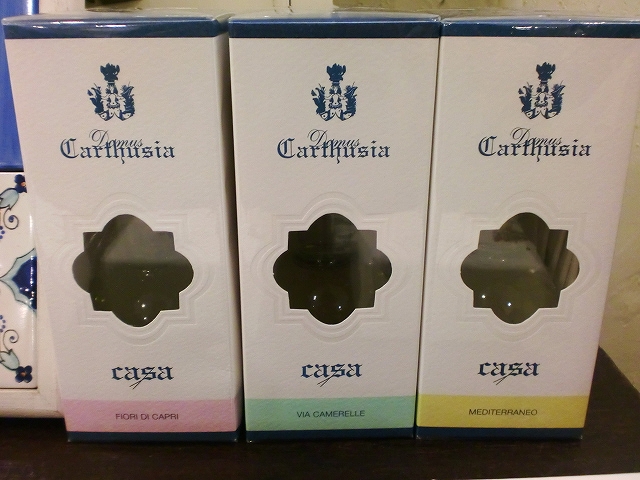 Domus
Carthusia
casa
FIORI DI CAPRI
Domus
Carthusia
casa
VIA CAMERELLE
Domus
Carthusia
casa
MEDITERRANEO